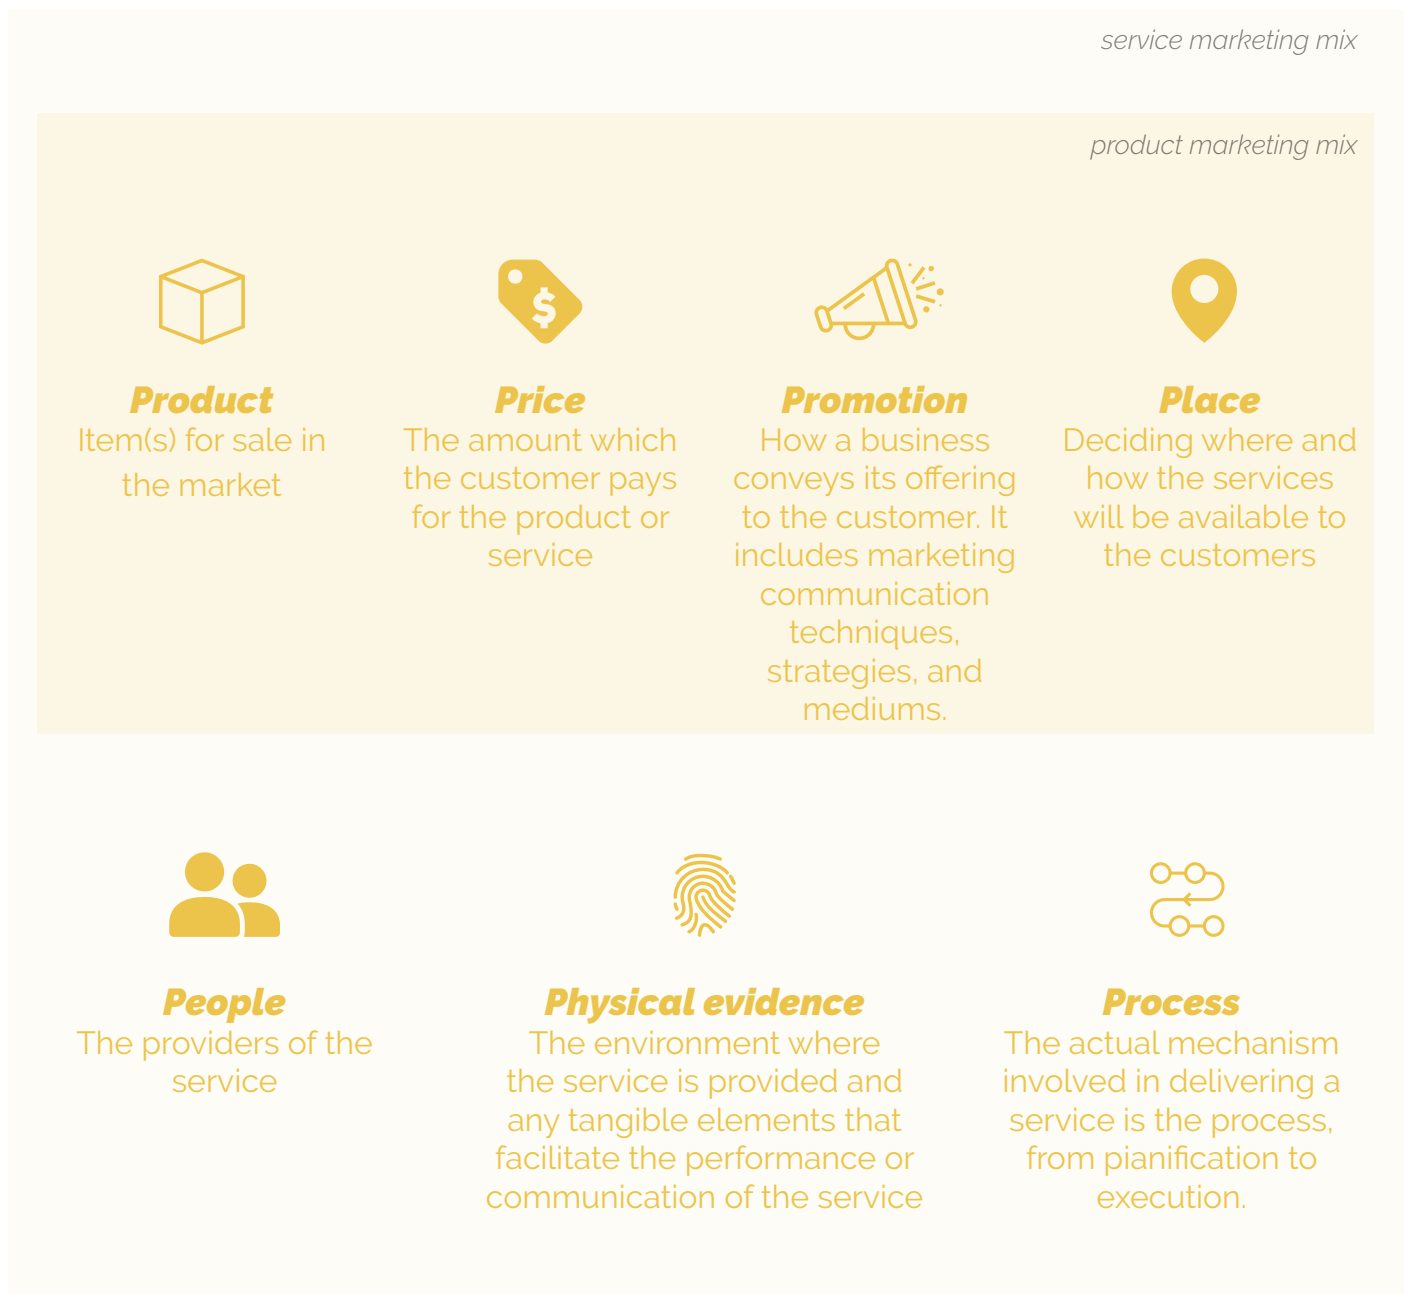 service marketing mix
product marketing mix
Product
Item(s) for sale in
the market
Price
The amount which
the customer pays
for the product or
service
Promotion
How a business
conveys its offering
to the customer. It
includes marketing
communication
techniques,
strategies, and
mediums.
Place
Deciding where and
how the services
will be available to
the customers
People
The providers of the
service
Physical evidence
The environment where
the service is provided and
any tangible elements that
facilitate the performance or
communication of the service
Process
The actual mechanism
involved in delivering a
service is the process,
from pianification to
execution.